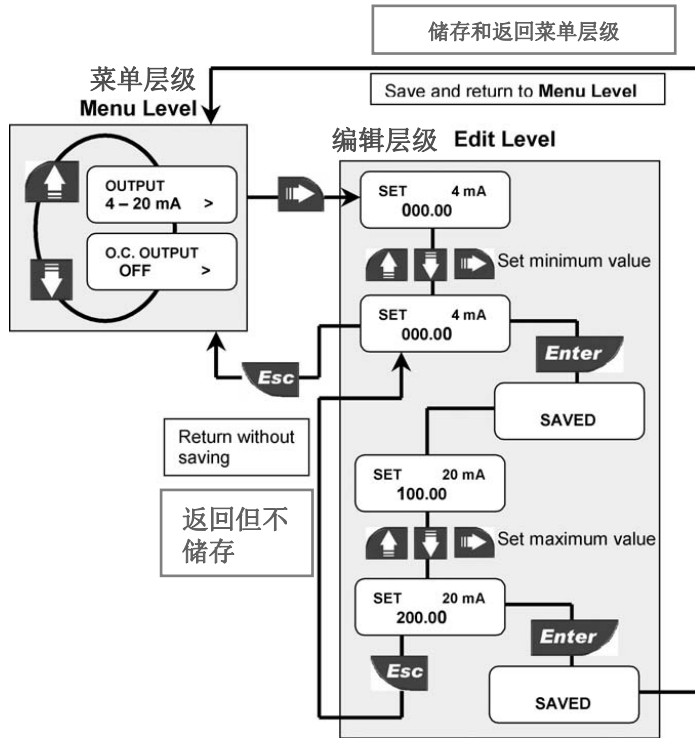 储存和返回菜单层级
Save and return to Menu Level
菜单层级
Menu Level
编辑层级 Edit Level
OUTPUT
4 – 20 mA >
O.C. OUTPUT
OFF >
SET 4 mA
000.00
Set minimum value
SET 4 mA
000.00
Enter
Esc
SAVED
Return without
saving
返回但不
储存
SET 20 mA
100.00
Set maximum value
SET 20 mA
200.00
Enter
Esc
SAVED